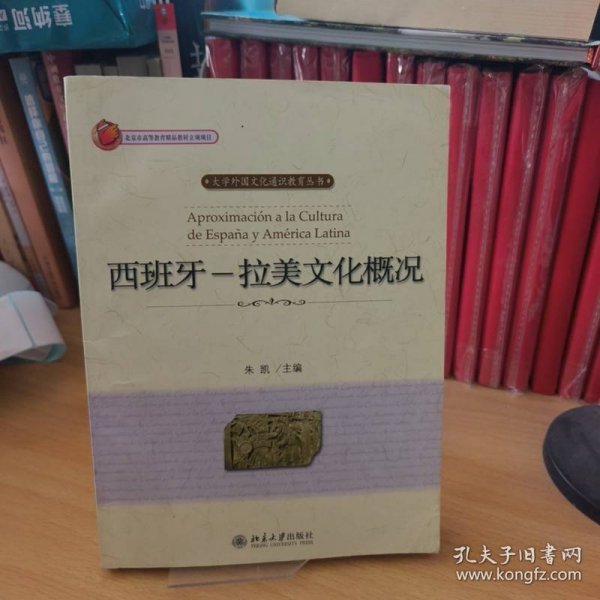 塞纳河
北京市高等教育精品教材立项项目
• 大学外国文化通识教育丛书 •
Aproximación a la Cultura
de España y América Latina
西班牙－拉美文化概况
朱 凯 / 主编
北京大学出版社
PEKING UNIVERSITY PRESS
孔夫子旧书网
www.kongfz.com